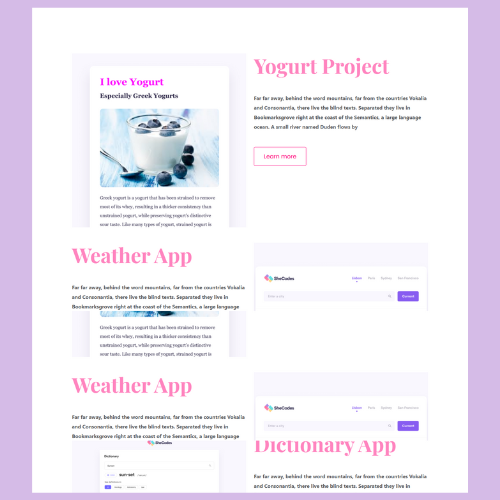 I love Yogurt
Especially Greek Yogurts
Greek yogurt is a yogurt that has been strained to remove
most of its whey, resulting in a thicker consistency than
unstrained yogurt, while preserving yogurt's distinctive
sour taste. Like many types of yogurt, strained yogurt is
Yogurt Project
Far far away, behind the word mountains, far from the countries Vokalia
and Consonantia, there live the blind texts. Separated they live in
Bookmarksgrove right at the coast of the Semantics, a large language
ocean. A small river named Duden flows by
Learn more
Weather App
Far far away, behind the word mountains, far from the countries Vokalia
and Consonantia, there live the blind texts. Separated they live in
Bookmarksgrove right at the coast of the Semantics, a large language
SheCodes
Lisbon Paris Sydney San Francisco
Search
Greek yogurt is a yogurt that has been strained to remove
most of its whey, resulting in a thicker consistency than
unstrained yogurt, while preserving yogurt's distinctive
sour taste. Like many types of yogurt, strained yogurt is
Weather App
Far far away, behind the word mountains, far from the countries Vokalia
and Consonantia, there live the blind texts. Separated they live in
Bookmarksgrove right at the coast of the Semantics, a large language
SheCodes
SheCodes
Dictionary
sunset
Dictionary App
Far far away, behind the word mountains, far from the countries Vokalia
and Consonantia, there live the blind texts. Separated they live in